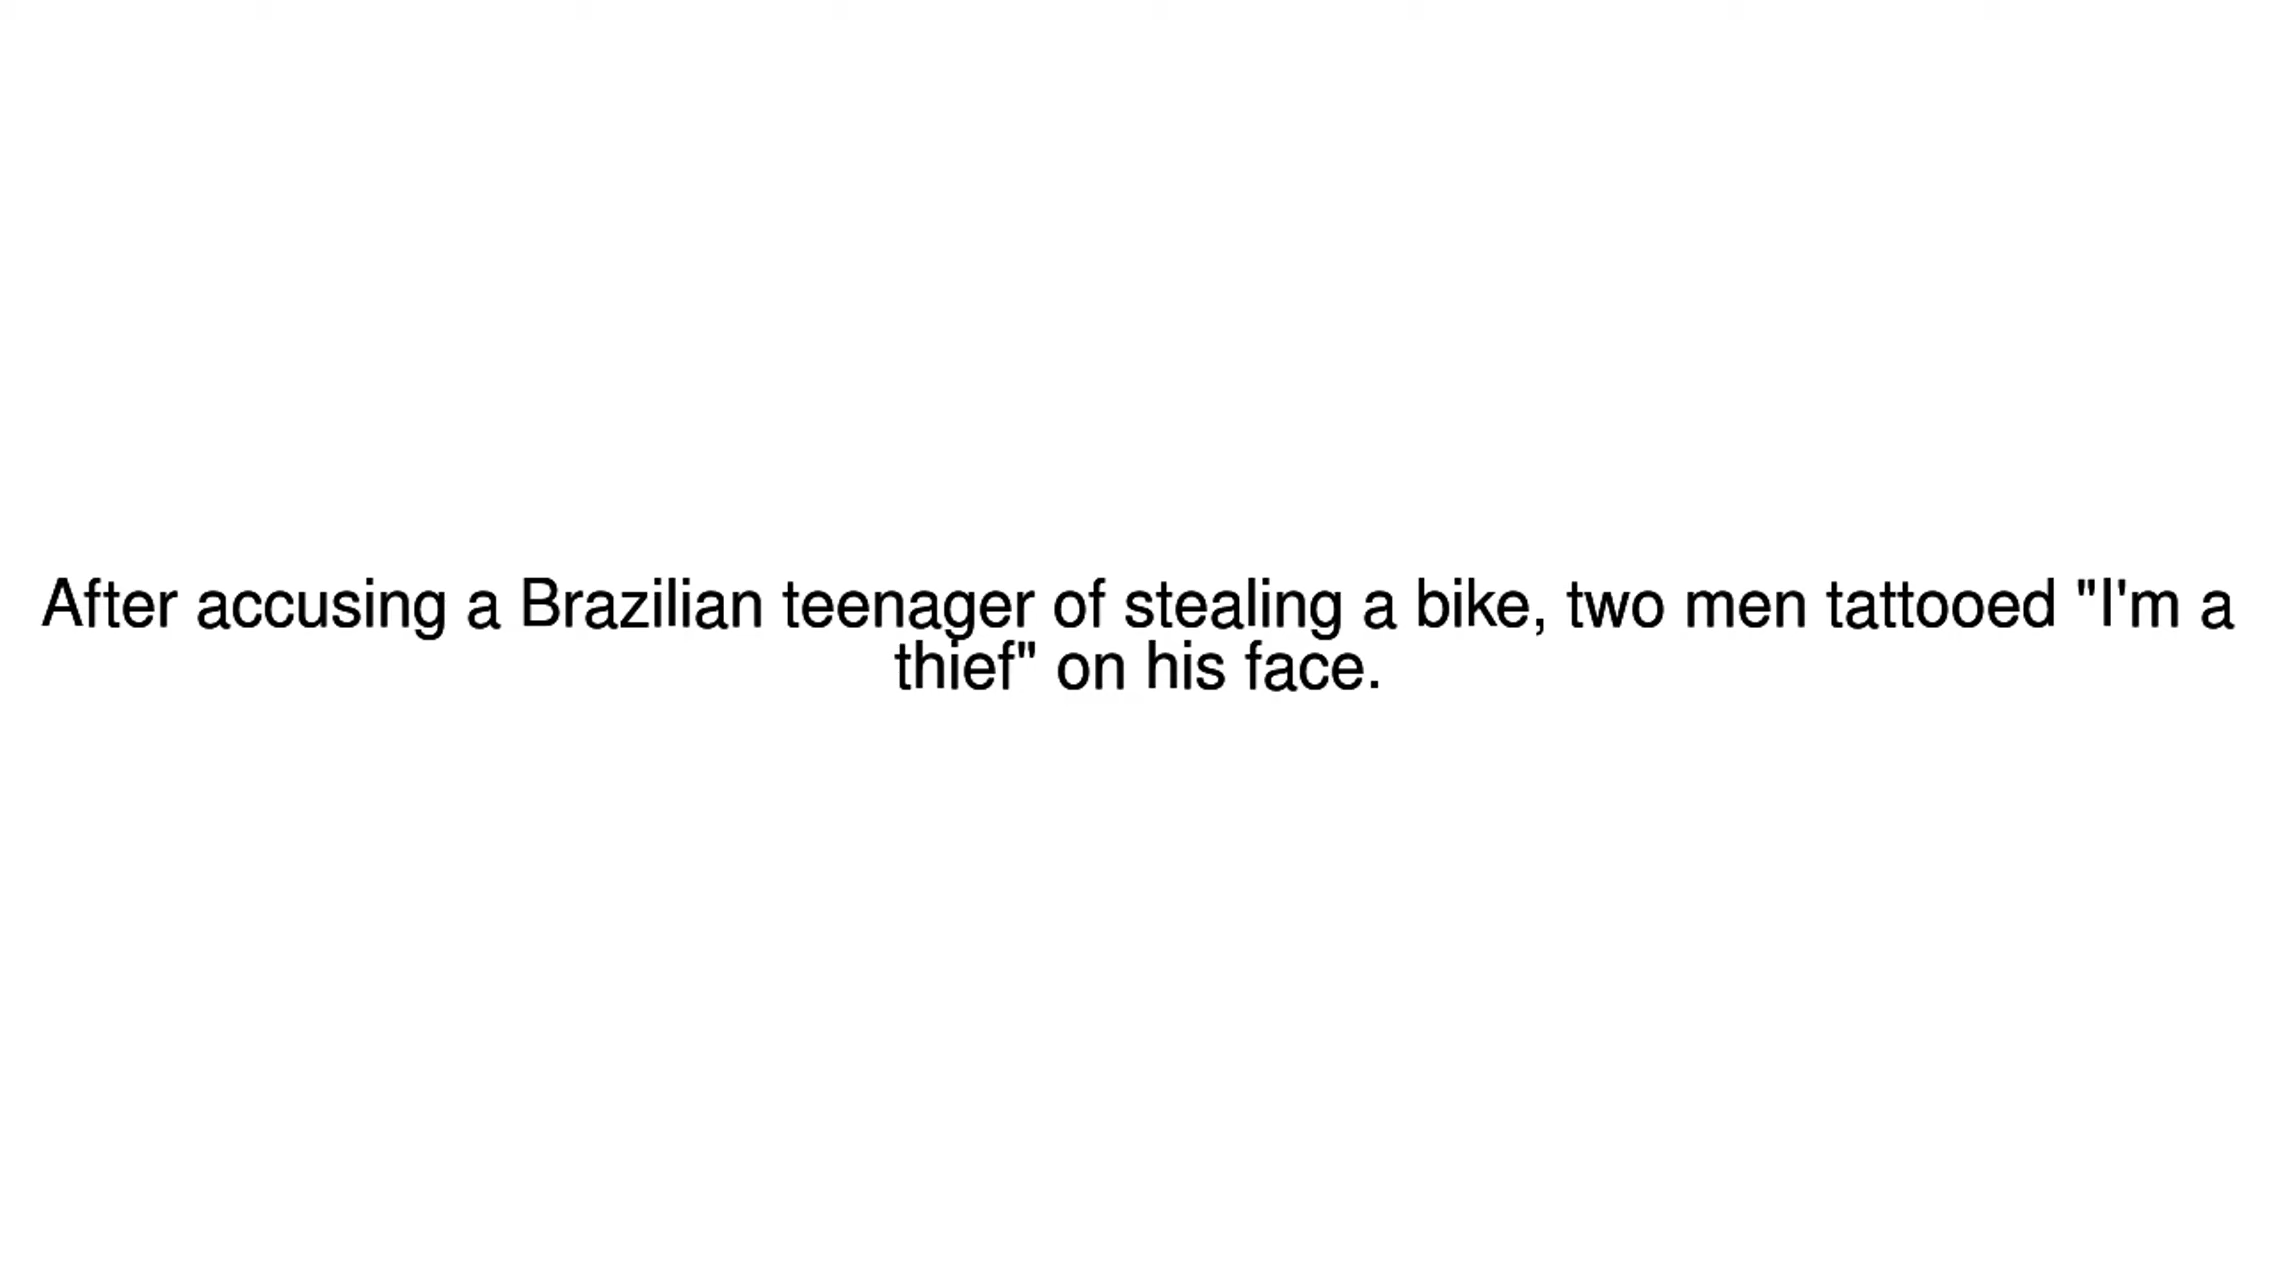 After accusing a Brazilian teenager of stealing a bike, two men tattooed "I'm a
thief" on his face.